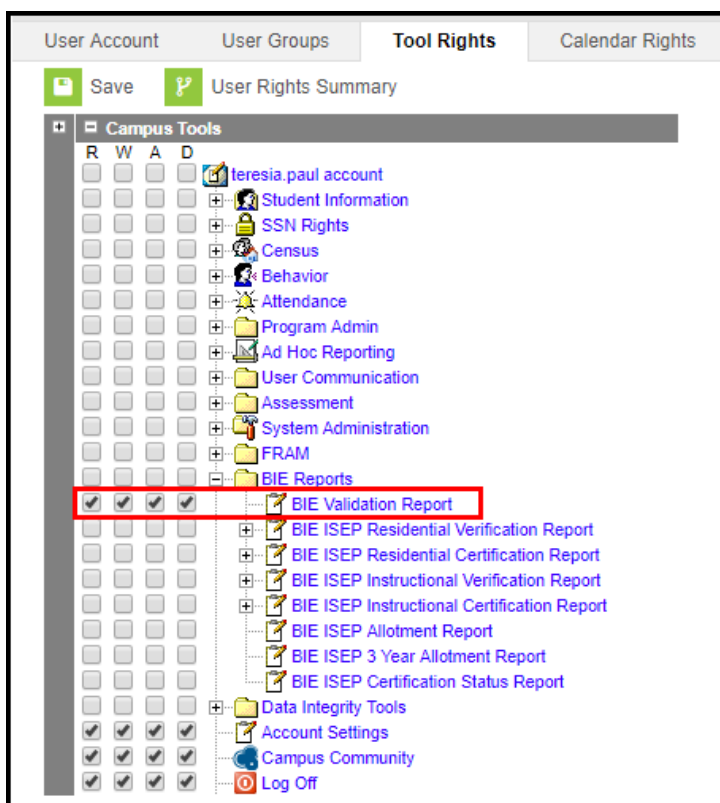 User Account User Groups Tool Rights Calendar Rights
Save User Rights Summary
Campus Tools
R W A D
teresia.paul account
Student Information
SSN Rights
Census
Behavior
Attendance
Program Admin
Ad Hoc Reporting
User Communication
Assessment
System Administration
FRAM
BIE Reports
BIE Validation Report
BIE ISEP Residential Verification Report
BIE ISEP Residential Certification Report
BIE ISEP Instructional Verification Report
BIE ISEP Instructional Certification Report
BIE ISEP Allotment Report
BIE ISEP 3 Year Allotment Report
BIE ISEP Certification Status Report
Data Integrity Tools
Account Settings
Campus Community
Log Off